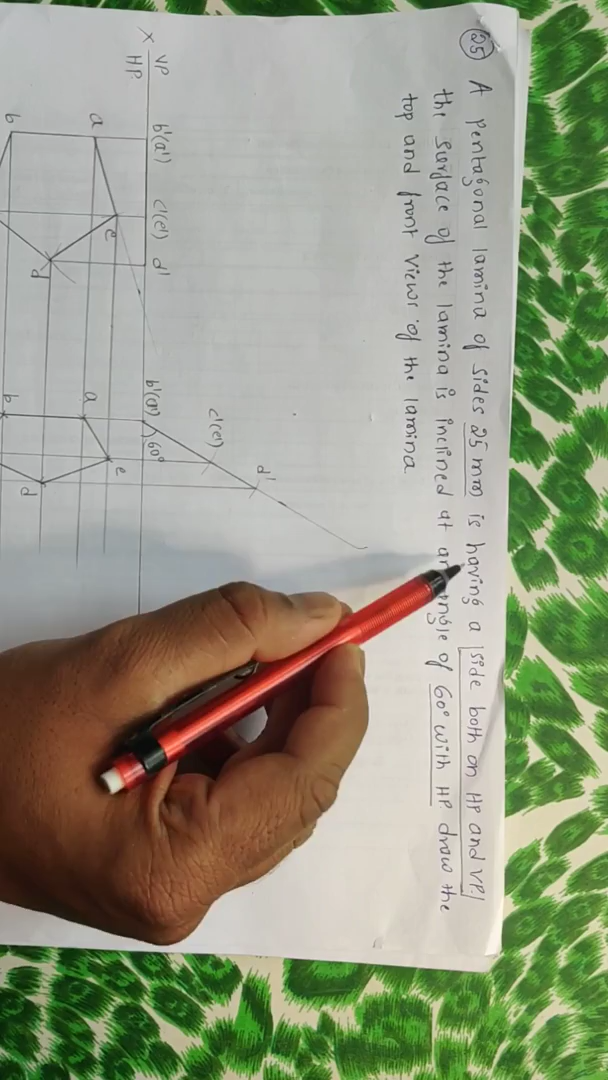 25 A pentagonal lamina of sides 25 mm is having a side both on HP and VP.
the surface of the lamina is inclined at an angle of 60° with HP. draw the
top and front views of the lamina
X VP
HP
b'(a') c'(e') d'
b'(a') c'(e') d'
60°
a e b d
a e b d